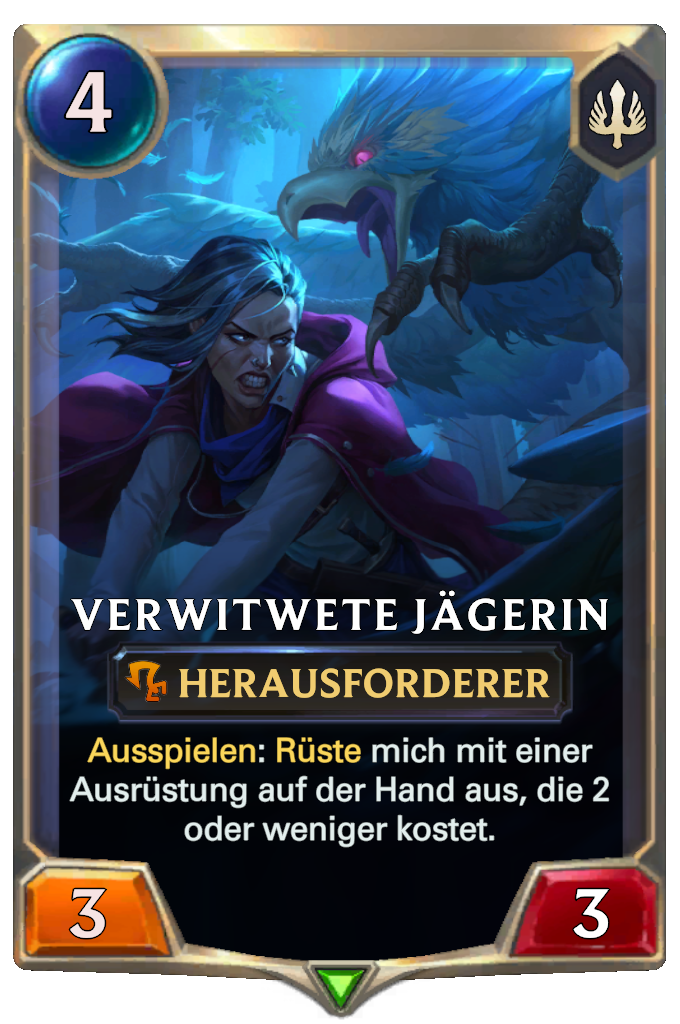 4
VERWITWETE JÄGERIN
HERAUSFORDERER
Ausspielen: Rüste mich mit einer
Ausrüstung auf der Hand aus, die 2
oder weniger kostet.
3
3